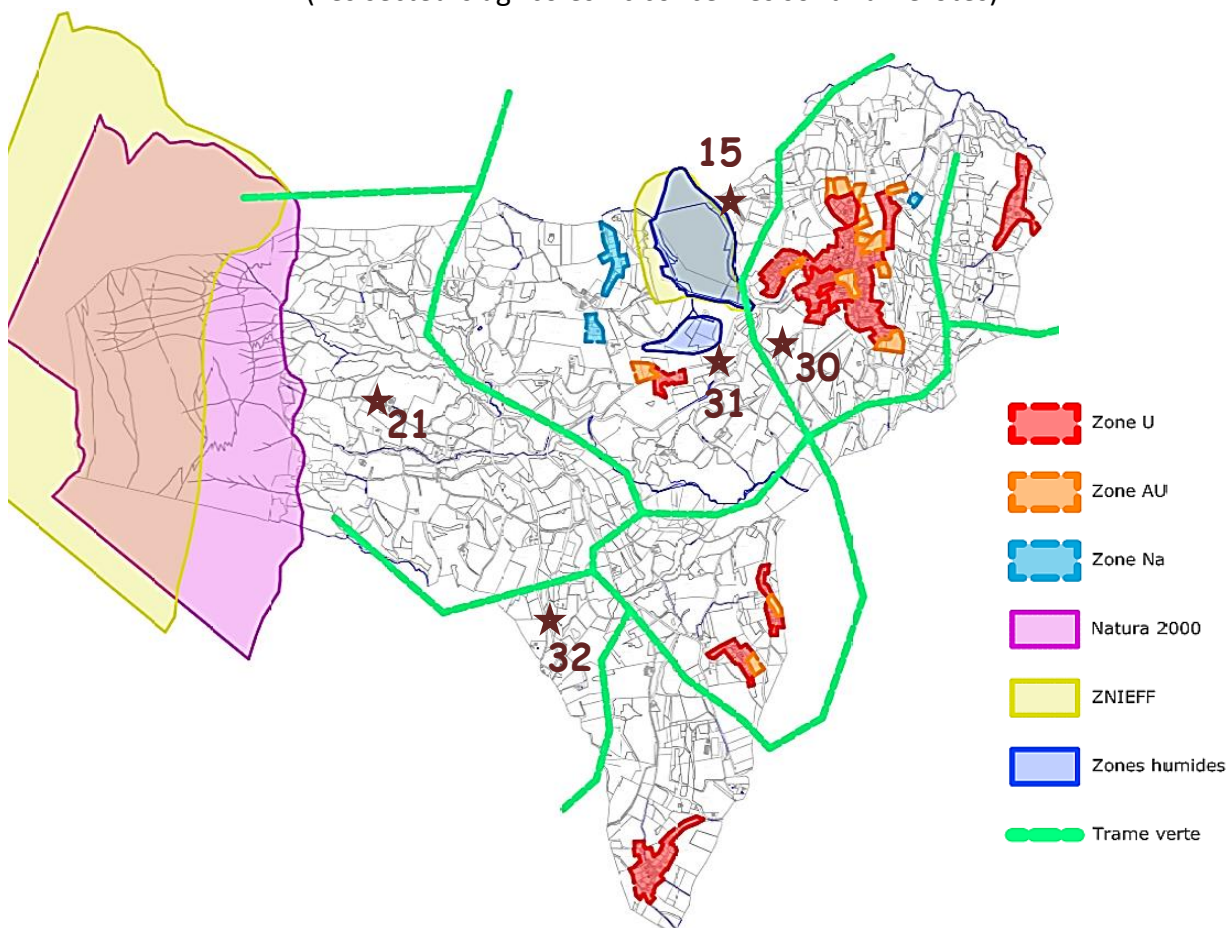 15
30
31
21
32
Zone U
Zone AU
Zone Na
Natura 2000
ZNIEFF
Zones humides
Trame verte